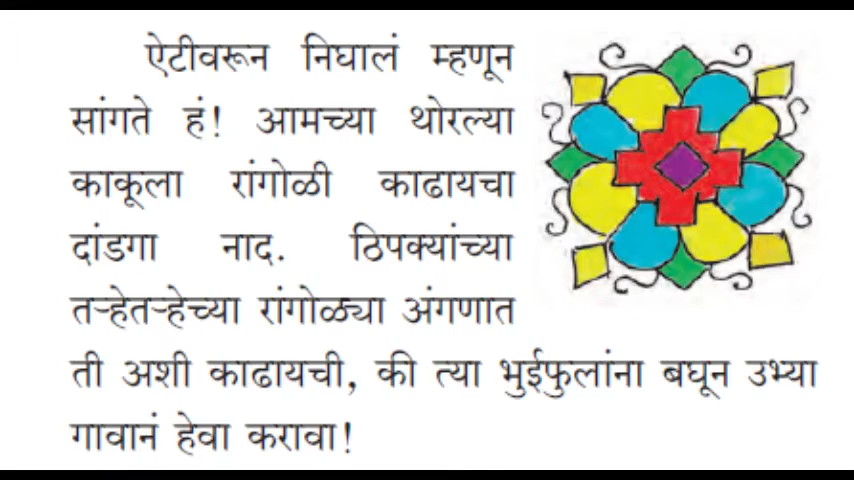 ऐटीवरून निघालं म्हणून
सांगते हं! आमच्या थोरल्या
काकूला रांगोळी काढायचा
दांडगा नाद. ठिपक्यांच्या
तऱ्हेतऱ्हेच्या रांगोळ्या अंगणात
ती अशी काढायची, की त्या भुईफुलांना बघून उभ्या
गावानं हेवा करावा!